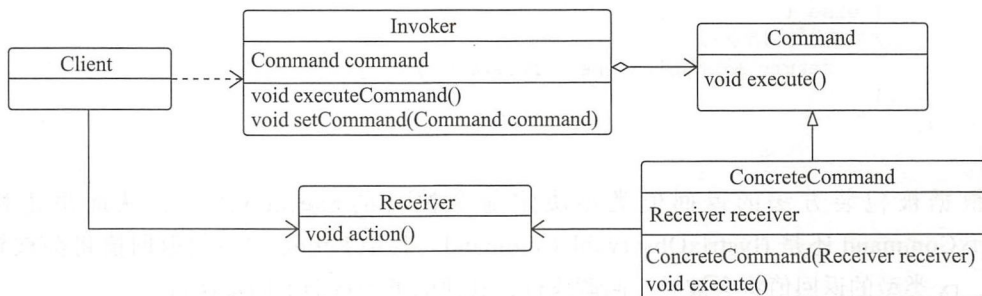 Invoker
Command command
void executeCommand()
void setCommand(Command command)
Client
Command
void execute()
Receiver
void action()
ConcreteCommand
Receiver receiver
ConcreteCommand(Receiver receiver)
void execute()